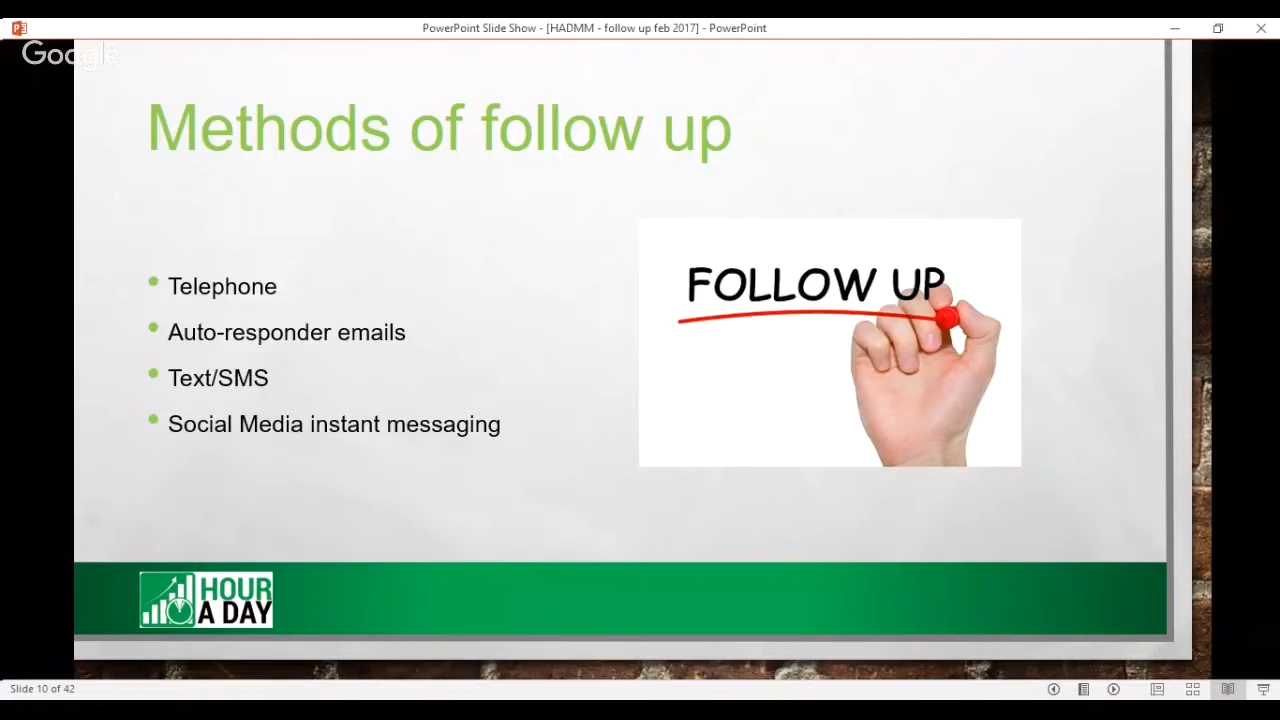 PowerPoint Slide Show - [HADMM - follow up feb 2017] - PowerPoint
Google
Methods of follow up
Telephone
Auto-responder emails
Text/SMS
Social Media instant messaging
FOLLOW UP
HOUR
A DAY
Slide 10 of 42